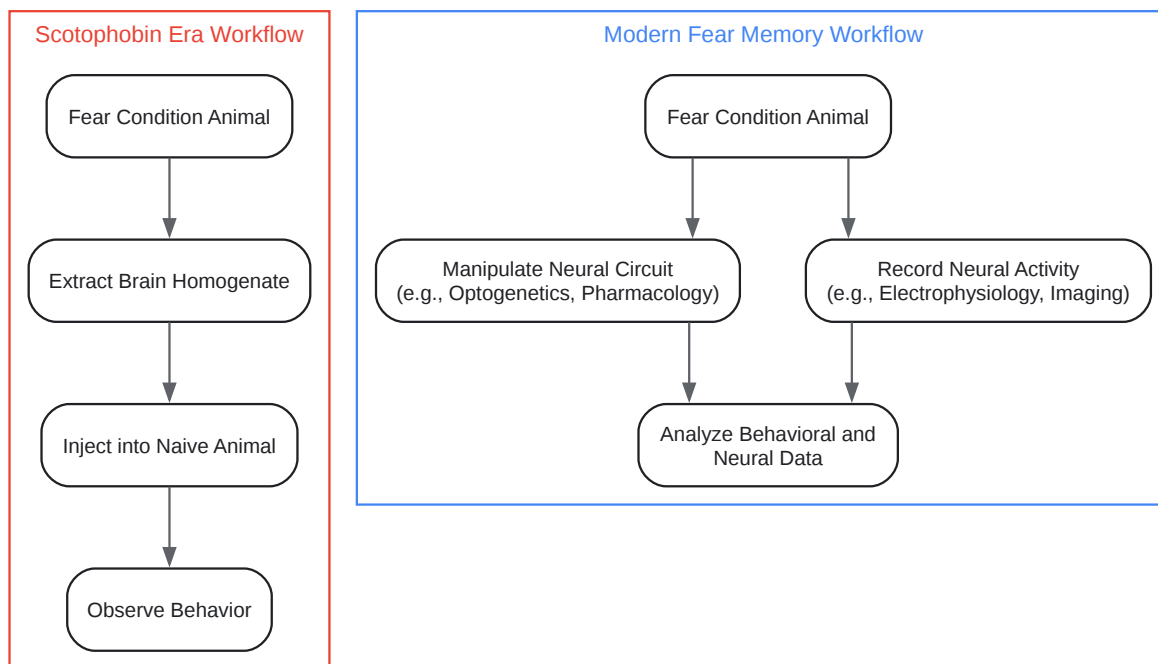 Scotophobin Era Workflow
Fear Condition Animal
Extract Brain Homogenate
Inject into Naive Animal
Observe Behavior
Modern Fear Memory Workflow
Fear Condition Animal
Manipulate Neural Circuit
(e.g., Optogenetics, Pharmacology)
Record Neural Activity
(e.g., Electrophysiology, Imaging)
Analyze Behavioral and
Neural Data